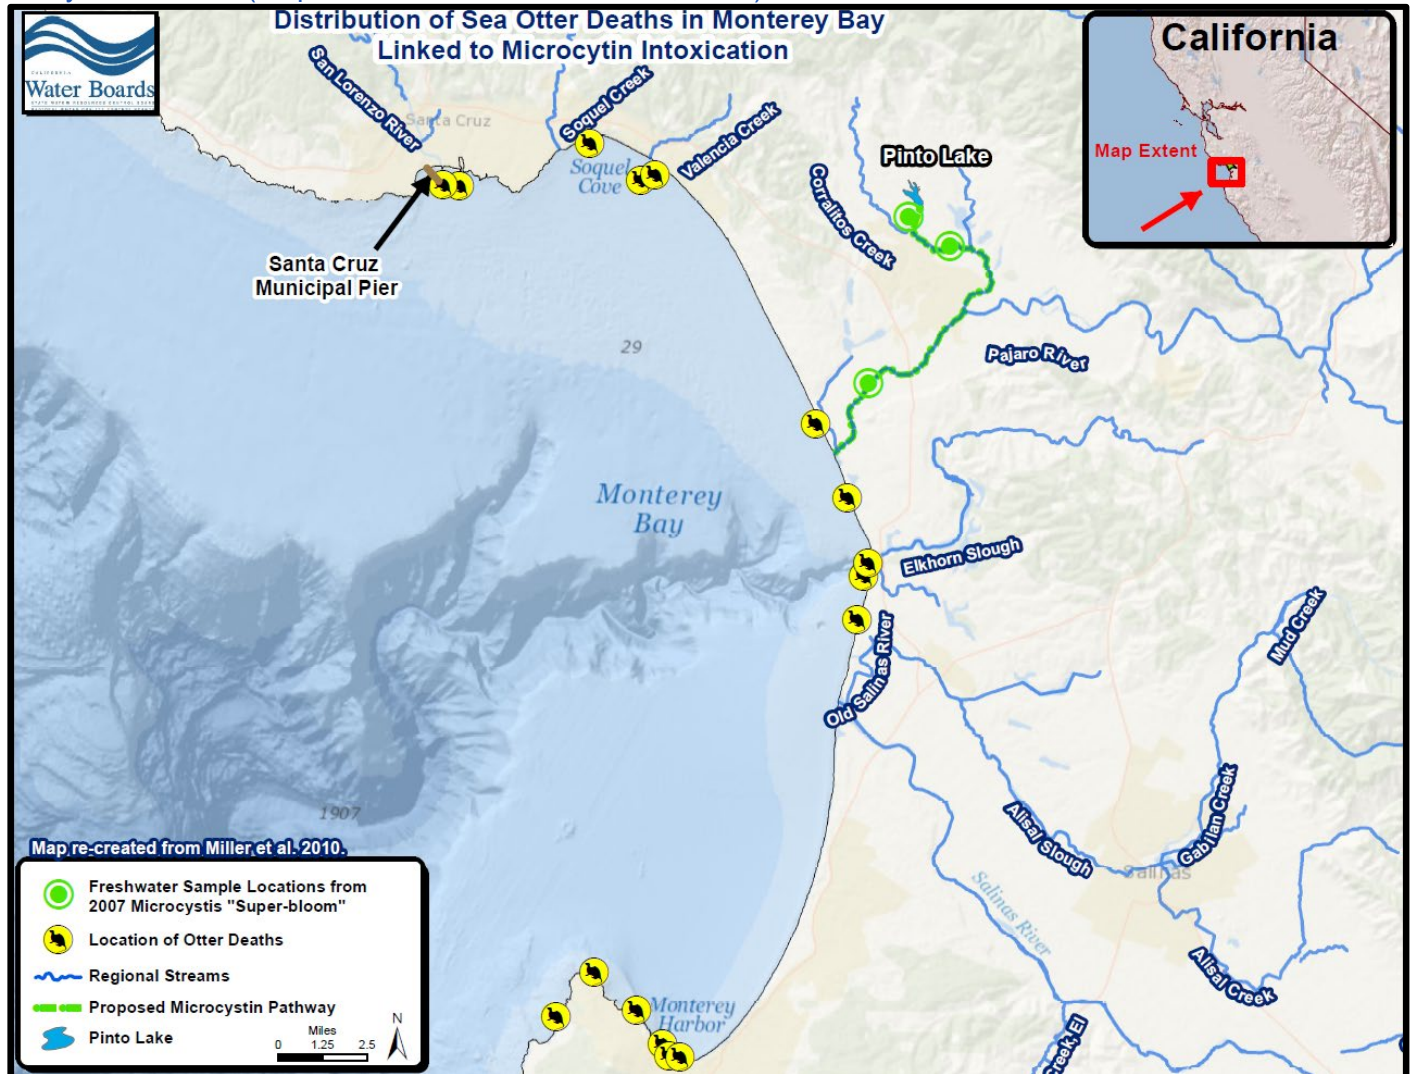 Distribution of Sea Otter Deaths in Monterey Bay
Linked to Microcytin Intoxication
CALIFORNIA
Water Boards
California
Map Extent
San Lorenzo River
Santa Cruz
Soquel Creek
Soquel
Cove
Valencia Creek
Pinto Lake
Corralitos Creek
Santa Cruz
Municipal Pier
29
Pajaro River
Monterey
Bay
Elkhorn Slough
Old Salinas River
Mud Creek
1907
Alisal Slough
Gabilan Creek
Salinas
Salinas River
Alisal Creek
Creek, El
Monterey
Harbor
Map re-created from Miller et al. 2010.
Freshwater Sample Locations from
2007 Microcystis "Super-bloom"
Location of Otter Deaths
Regional Streams
Proposed Microcystin Pathway
Pinto Lake
Miles
0 1.25 2.5
N